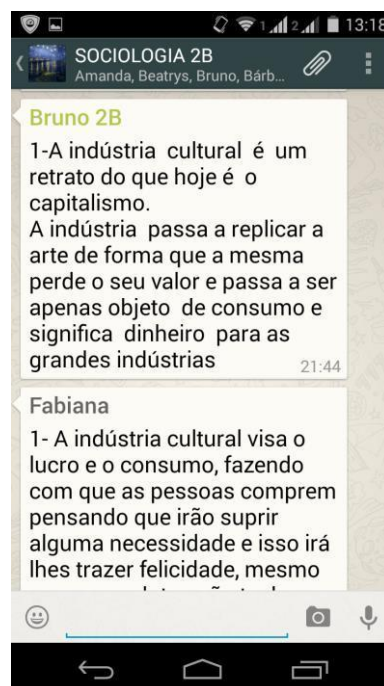 1 2 13:18
SOCIOLOGIA 2B
Amanda, Beatrys, Bruno, Bárb...
Bruno 2B
1-A indústria cultural é um
retrato do que hoje é o
capitalismo.
A indústria passa a replicar a
arte de forma que a mesma
perde o seu valor e passa a ser
apenas objeto de consumo e
significa dinheiro para as
grandes indústrias
21:44
Fabiana
1- A indústria cultural visa o
lucro e o consumo, fazendo
com que as pessoas comprem
pensando que irão suprir
alguma necessidade e isso irá
lhes trazer felicidade, mesmo